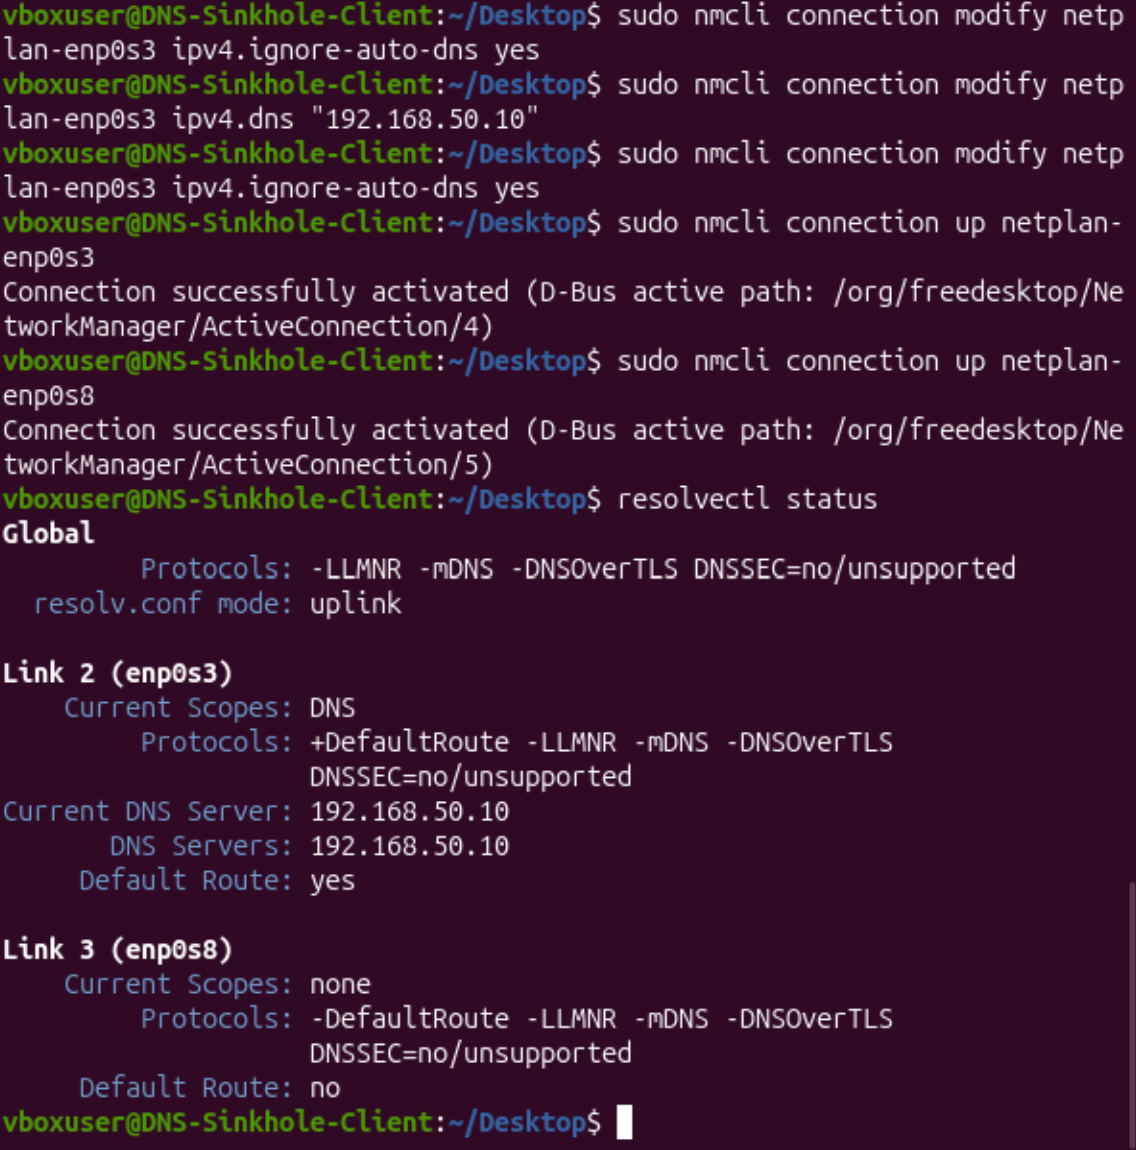 vboxuser@DNS-Sinkhole-Client:~/Desktop$ sudo nmcli connection modify netp
lan-enp0s3 ipv4.ignore-auto-dns yes
vboxuser@DNS-Sinkhole-Client:~/Desktop$ sudo nmcli connection modify netp
lan-enp0s3 ipv4.dns "192.168.50.10"
vboxuser@DNS-Sinkhole-Client:~/Desktop$ sudo nmcli connection modify netp
lan-enp0s3 ipv4.ignore-auto-dns yes
vboxuser@DNS-Sinkhole-Client:~/Desktop$ sudo nmcli connection up netplan-
enp0s3
Connection successfully activated (D-Bus active path: /org/freedesktop/Ne
tworkManager/ActiveConnection/4)
vboxuser@DNS-Sinkhole-Client:~/Desktop$ sudo nmcli connection up netplan-
enp0s8
Connection successfully activated (D-Bus active path: /org/freedesktop/Ne
tworkManager/ActiveConnection/5)
vboxuser@DNS-Sinkhole-Client:~/Desktop$ resolvectl status
Global
Protocols: -LLMNR -mDNS -DNSOverTLS DNSSEC=no/unsupported
resolv.conf mode: uplink
Link 2 (enp0s3)
Current Scopes: DNS
Protocols: +DefaultRoute -LLMNR -mDNS -DNSOverTLS
DNSSEC=no/unsupported
Current DNS Server: 192.168.50.10
DNS Servers: 192.168.50.10
Default Route: yes
Link 3 (enp0s8)
Current Scopes: none
Protocols: -DefaultRoute -LLMNR -mDNS -DNSOverTLS
DNSSEC=no/unsupported
Default Route: no
vboxuser@DNS-Sinkhole-Client:~/Desktop$